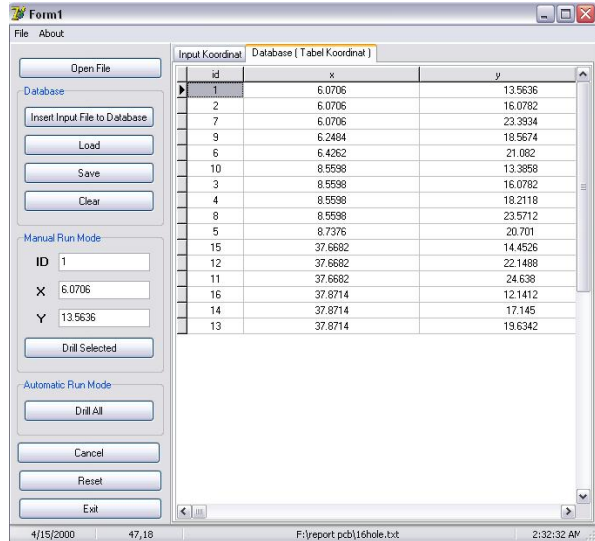 Form1
File About
Open File
Database
Insert Input File to Database
Load
Save
Clear
Manual Run Mode
ID 1
X 6.0706
Y 13.5636
Drill Selected
Automatic Run Mode
Drill All
Cancel
Reset
Exit
Input Koordinat Database ( Tabel Koordinat )
id x y
1 6.0706 13.5636
2 6.0706 16.0782
7 6.0706 23.3934
9 6.2484 18.5674
6 6.4262 21.082
10 8.5598 13.3858
3 8.5598 16.0782
4 8.5598 18.2118
8 8.5598 23.5712
5 8.7376 20.701
15 37.6682 14.4526
12 37.6682 22.1488
11 37.6682 24.638
16 37.8714 12.1412
14 37.8714 17.145
13 37.8714 19.6342
4/15/2000 47,18 F:\report pcb\16hole.txt 2:32:32 AM